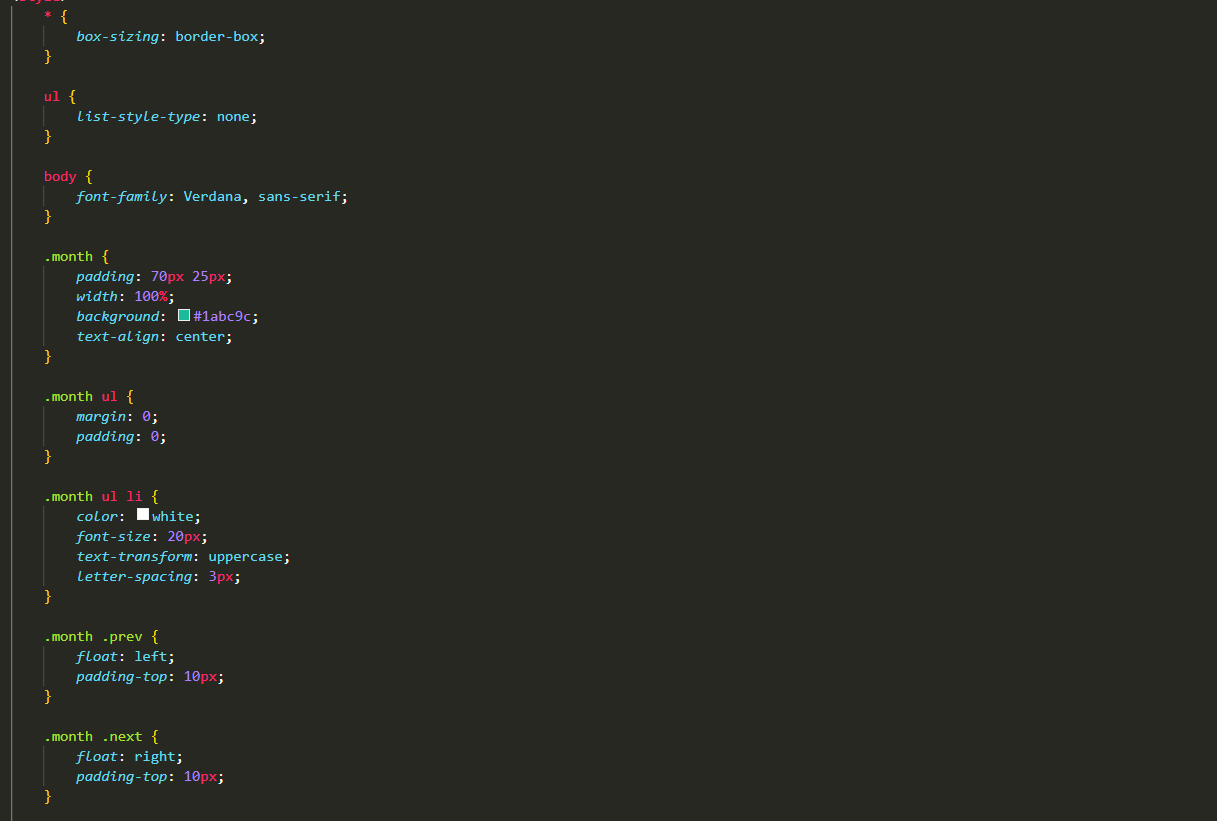 * {
box-sizing: border-box;
}
ul {
list-style-type: none;
}
body {
font-family: Verdana, sans-serif;
}
.month {
padding: 70px 25px;
width: 100%;
background: #1abc9c;
text-align: center;
}
.month ul {
margin: 0;
padding: 0;
}
.month ul li {
color: white;
font-size: 20px;
text-transform: uppercase;
letter-spacing: 3px;
}
.month .prev {
float: left;
padding-top: 10px;
}
.month .next {
float: right;
padding-top: 10px;
}